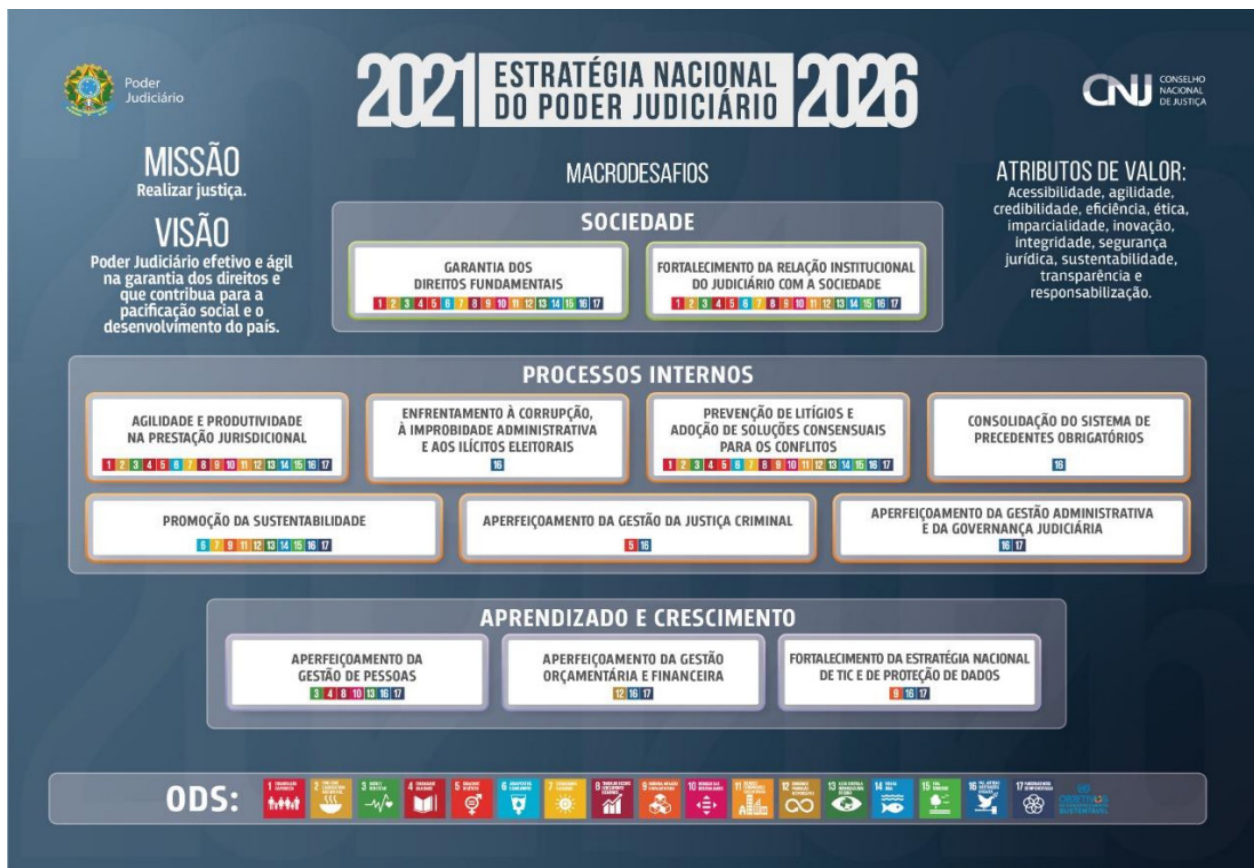 Poder
Judiciário
2021 ESTRATÉGIA NACIONAL
DO PODER JUDICIÁRIO 2026
CNJ CONSELHO
NACIONAL
DE JUSTIÇA
MISSÃO
Realizar justiça.
VISÃO
Poder Judiciário efetivo e ágil
na garantia dos direitos e
que contribua para a
pacificação social e o
desenvolvimento do país.
MACRODESAFIOS
ATRIBUTOS DE VALOR:
Acessibilidade, agilidade,
credibilidade, eficiência, ética,
imparcialidade, inovação,
integridade, segurança
jurídica, sustentabilidade,
transparência e
responsabilização.
SOCIEDADE
GARANTIA DOS
DIREITOS FUNDAMENTAIS
1 2 3 4 5 6 7 8 9 10 11 12 13 14 15 16 17
FORTALECIMENTO DA RELAÇÃO INSTITUCIONAL
DO JUDICIÁRIO COM A SOCIEDADE
1 2 3 4 5 6 7 8 9 10 11 12 13 14 15 16 17
PROCESSOS INTERNOS
AGILIDADE E PRODUTIVIDADE
NA PRESTAÇÃO JURISDICIONAL
1 2 3 4 5 6 7 8 9 10 11 12 13 14 15 16 17
ENFRENTAMENTO À CORRUPÇÃO,
À IMPROBIDADE ADMINISTRATIVA
E AOS ILÍCITOS ELEITORAIS
16
PREVENÇÃO DE LITÍGIOS E
ADOÇÃO DE SOLUÇÕES CONSENSUAIS
PARA OS CONFLITOS
1 2 3 4 5 6 7 8 9 10 11 12 13 14 15 16 17
CONSOLIDAÇÃO DO SISTEMA DE
PRECEDENTES OBRIGATÓRIOS
16
PROMOÇÃO DA SUSTENTABILIDADE
6 7 9 11 12 13 14 15 16 17
APERFEIÇOAMENTO DA GESTÃO DA JUSTIÇA CRIMINAL
5 16
APERFEIÇOAMENTO DA GESTÃO ADMINISTRATIVA
E DA GOVERNANÇA JUDICIÁRIA
16 17
APRENDIZADO E CRESCIMENTO
APERFEIÇOAMENTO DA
GESTÃO DE PESSOAS
3 4 8 10 13 16 17
APERFEIÇOAMENTO DA GESTÃO
ORÇAMENTÁRIA E FINANCEIRA
12 16 17
FORTALECIMENTO DA ESTRATÉGIA NACIONAL
DE TIC E DE PROTEÇÃO DE DADOS
9 16 17
ODS:
1 2 3 4 5 6 7 8 9 10 11 12 13 14 15 16 17
OBJETIVOS
SUSTENTÁVEL